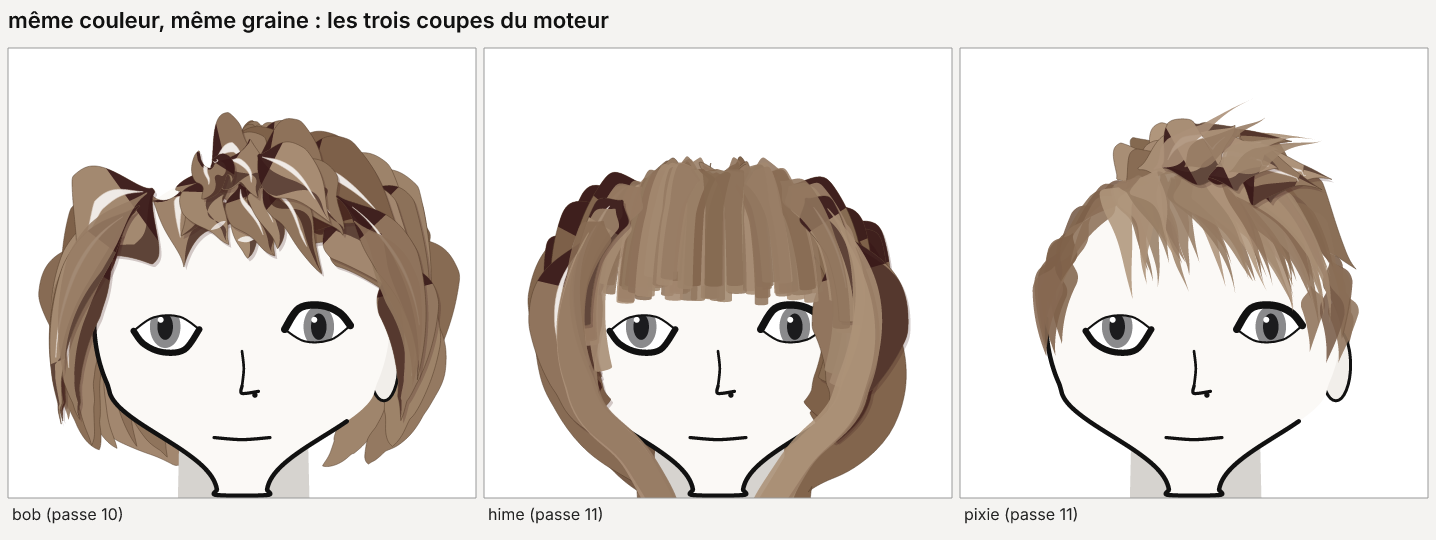 même couleur, même graine : les trois coupes du moteur
bob (passe 10)
hime (passe 11)
pixie (passe 11)